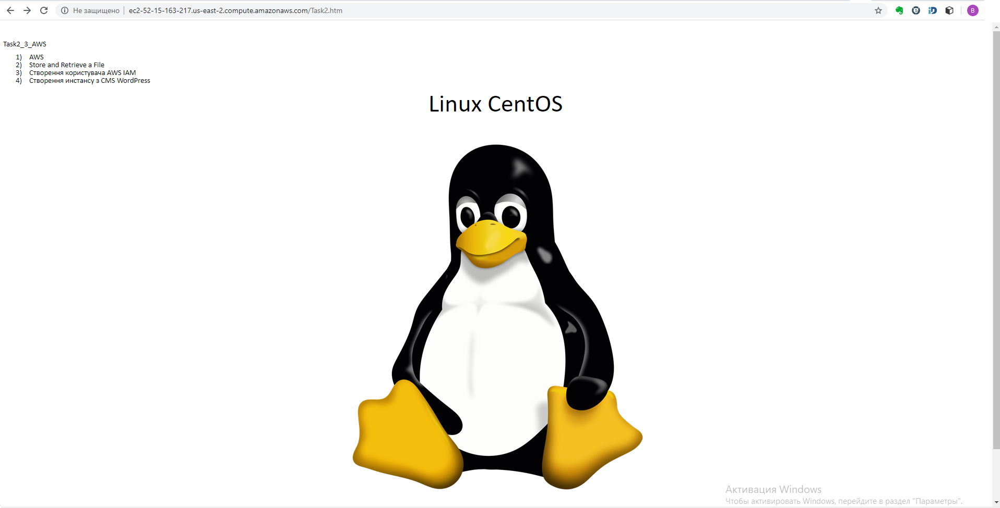 Не защищено ec2-52-15-163-217.us-east-2.compute.amazonaws.com/Task2.htm
B
Task2_3_AWS
1) AWS
2) Store and Retrieve a File
3) Створення користувача AWS IAM
4) Створення инстансу з CMS WordPress
Linux CentOS
Активация Windows
Чтобы активировать Windows, перейдите в раздел "Параметры".